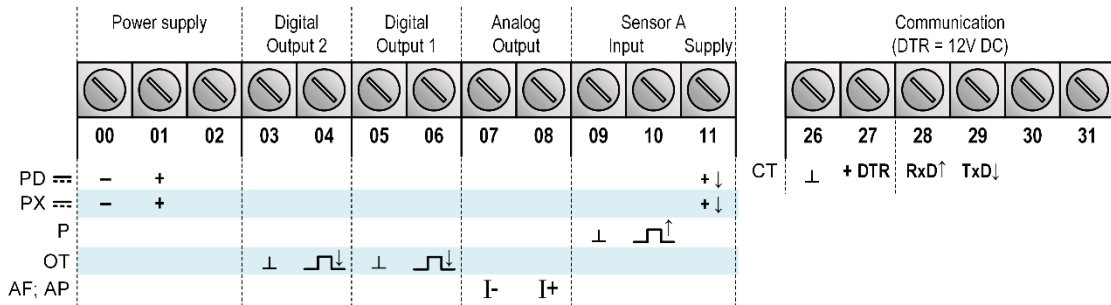 Power supply Digital Output 2 Digital Output 1 Analog Output Sensor A Input Supply Communication (DTR = 12V DC)
00 01 02 03 04 05 06 07 08 09 10 11 26 27 28 29 30 31
PD − + + ↓ CT ⊥ + DTR RxD↑ TxD↓
PX − + + ↓
P ⊥ ↑
OT ⊥ ↓ ⊥ ↓
AF; AP I- I+